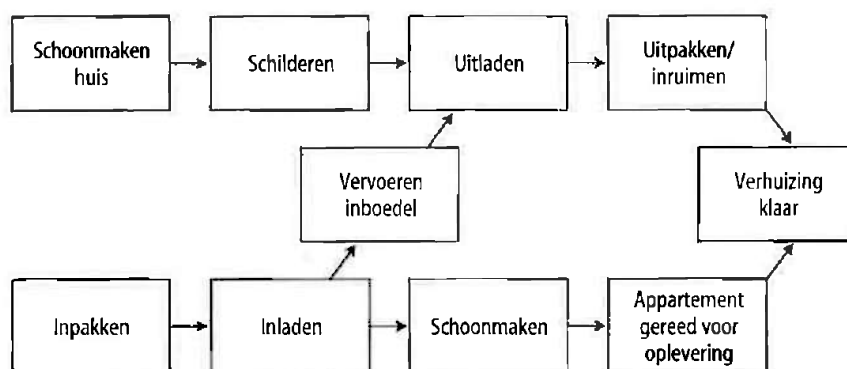 Schoonmaken
huis
Schilderen
Uitladen
Uitpakken/
inruimen
Vervoeren
inboedel
Verhuizing
klaar
Inpakken
Inladen
Schoonmaken
Appartement
gereed voor
oplevering